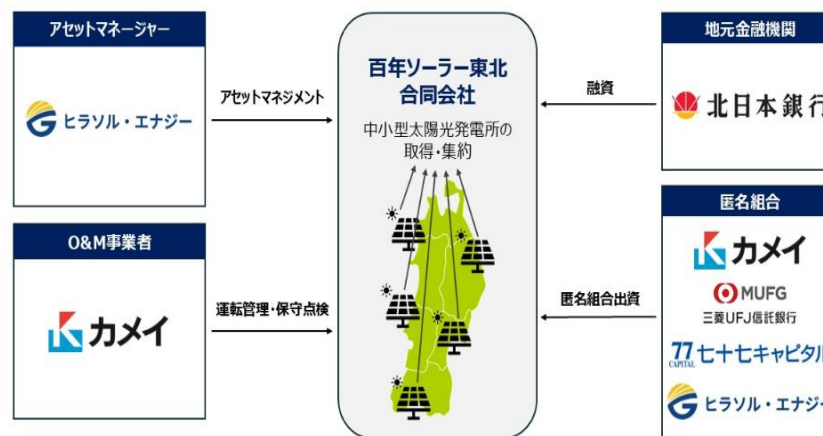 アセットマネージャー
ヒラソル・エナジー
アセットマネジメント
O&M事業者
カメイ
運転管理・保守点検
百年ソーラー東北
合同会社
中小型太陽光発電所の
取得・集約
地元金融機関
北日本銀行
融資
匿名組合
カメイ
MUFG
三菱UFJ信託銀行
77 七十七キャピタル
CAPITAL
ヒラソル・エナジー
匿名組合出資